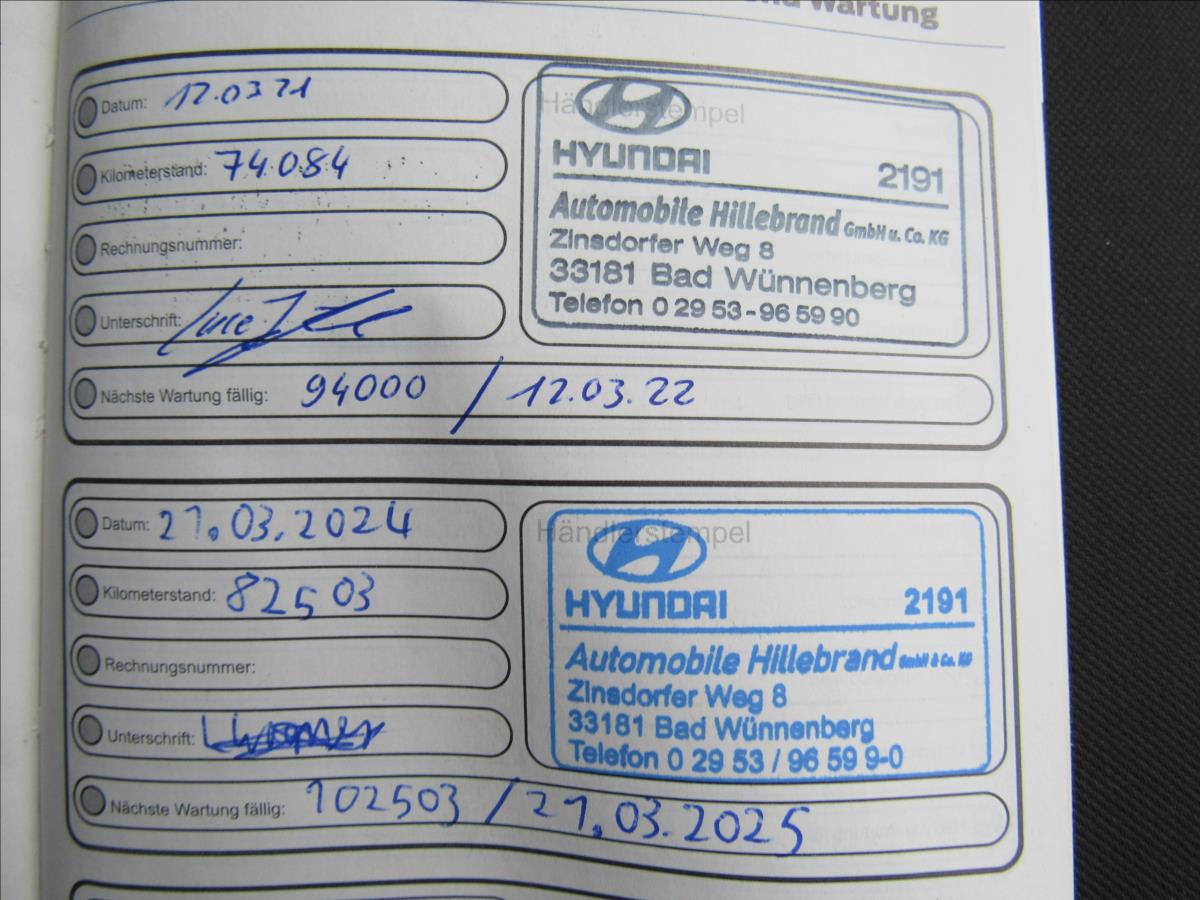 Wartung
Datum: 12.03 21
Kilometerstand: 74.084
Rechnungsnummer:
Unterschrift:
Nächste Wartung fällig: 94000 / 12.03.22
Händlerstempel
HYUNDAI 2191
Automobile Hillebrand GmbH u. Co. KG
Zinsdorfer Weg 8
33181 Bad Wünnenberg
Telefon 0 29 53-96 59 90
Datum: 21.03.2024
Kilometerstand: 82503
Rechnungsnummer:
Unterschrift:
Nächste Wartung fällig: 102503 / 21.03.2025
Händlerstempel
HYUNDAI 2191
Automobile Hillebrand GmbH & Co. KG
Zinsdorfer Weg 8
33181 Bad Wünnenberg
Telefon 0 29 53 / 96 59 9-0